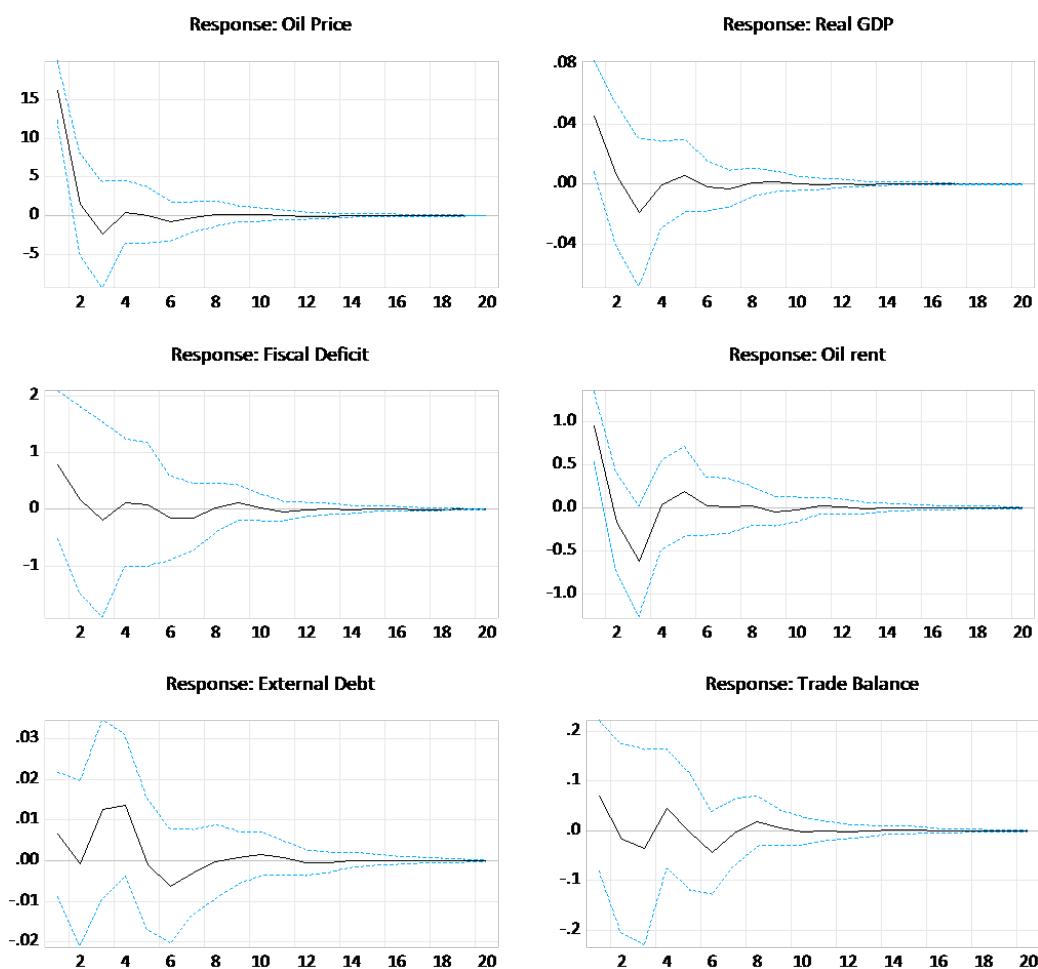 Response: Oil Price
15
10
5
0
-5
2 4 6 8 10 12 14 16 18 20
Response: Real GDP
.08
.04
.00
-.04
2 4 6 8 10 12 14 16 18 20
Response: Fiscal Deficit
2
1
0
-1
2 4 6 8 10 12 14 16 18 20
Response: Oil rent
1.0
0.5
0.0
-0.5
-1.0
2 4 6 8 10 12 14 16 18 20
Response: External Debt
.03
.02
.01
.00
-.01
-.02
2 4 6 8 10 12 14 16 18 20
Response: Trade Balance
.2
.1
.0
-.1
-.2
2 4 6 8 10 12 14 16 18 20